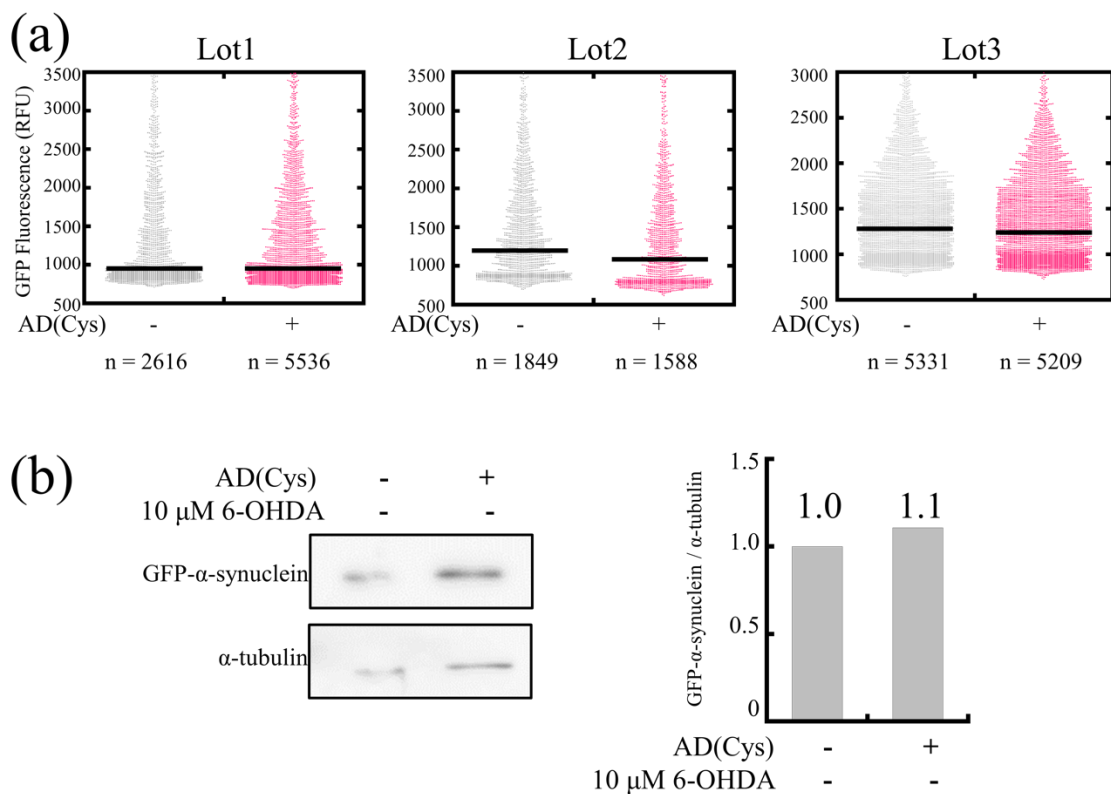 (a)
Lot1 Lot2 Lot3
GFP Fluorescence (RFU)
3500 3500 3000
3000 3000 2500
2500 2500 2000
2000 2000 1500
1500 1500 1000
1000 1000 500
500 500
AD(Cys) - + AD(Cys) - + AD(Cys) - +
n = 2616 n = 5536 n = 1849 n = 1588 n = 5331 n = 5209
(b)
AD(Cys) - +
10 μM 6-OHDA - -
GFP-α-synuclein
α-tubulin
GFP-α-synuclein / α-tubulin
1.5
1.0
0.5
0
1.0 1.1
AD(Cys) - +
10 μM 6-OHDA - -